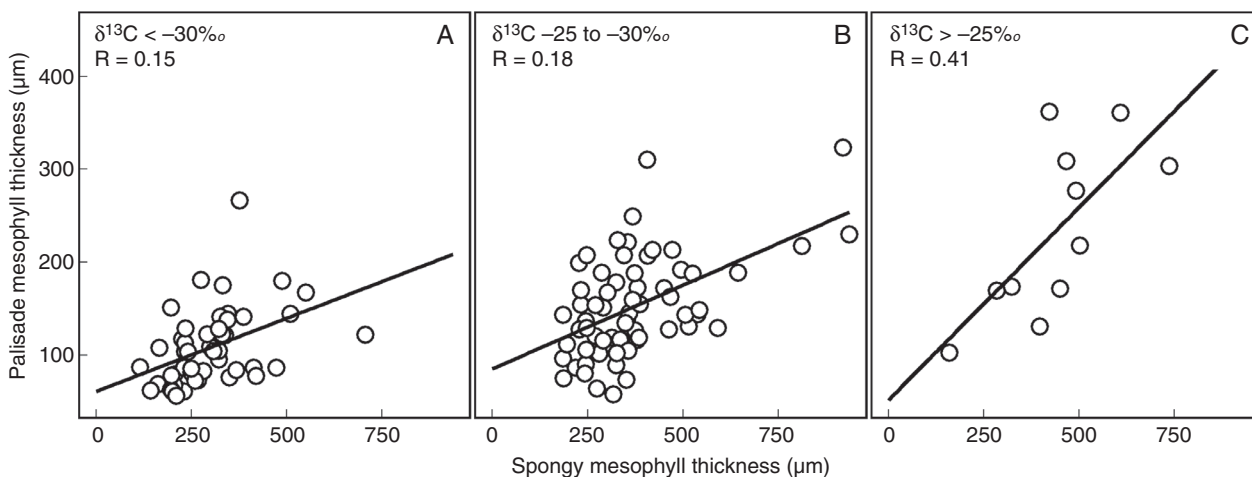 δ¹³C < –30‰
R = 0.15
A
δ¹³C –25 to –30‰
R = 0.18
B
δ¹³C > –25‰
R = 0.41
C
Palisade mesophyll thickness (µm)
400
300
200
100
0
250
500
750
0
250
500
750
0
250
500
750
Spongy mesophyll thickness (µm)